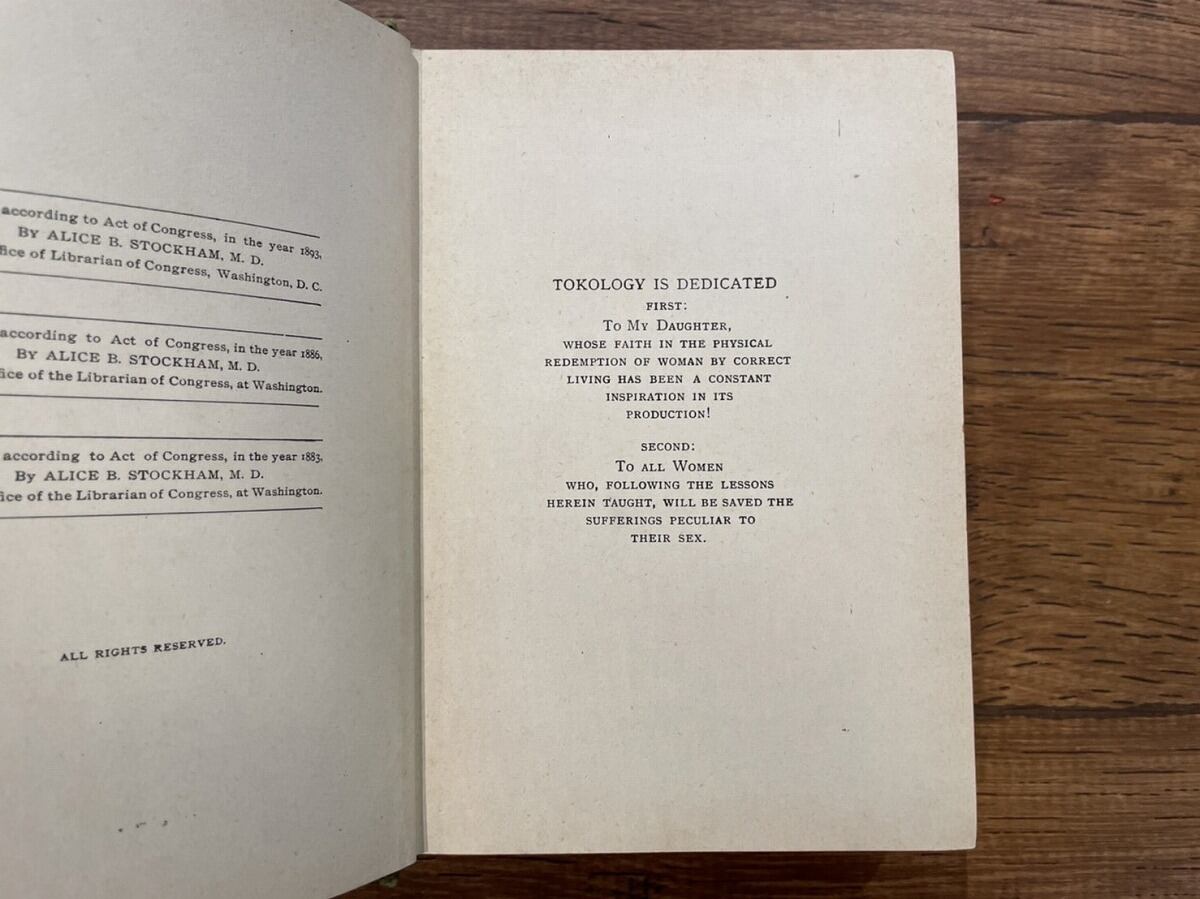 according to Act of Congress, in the year 1893,
By ALICE B. STOCKHAM, M. D.
fice of Librarian of Congress, Washington, D. C.
according to Act of Congress, in the year 1886,
By ALICE B. STOCKHAM, M. D.
fice of the Librarian of Congress, at Washington.
according to Act of Congress, in the year 1883,
By ALICE B. STOCKHAM, M. D.
fice of the Librarian of Congress, at Washington.
ALL RIGHTS RESERVED.
TOKOLOGY IS DEDICATED
FIRST:
To My Daughter,
WHOSE FAITH IN THE PHYSICAL
REDEMPTION OF WOMAN BY CORRECT
LIVING HAS BEEN A CONSTANT
INSPIRATION IN ITS
PRODUCTION!
SECOND:
To all Women
WHO, FOLLOWING THE LESSONS
HEREIN TAUGHT, WILL BE SAVED THE
SUFFERINGS PECULIAR TO
THEIR SEX.